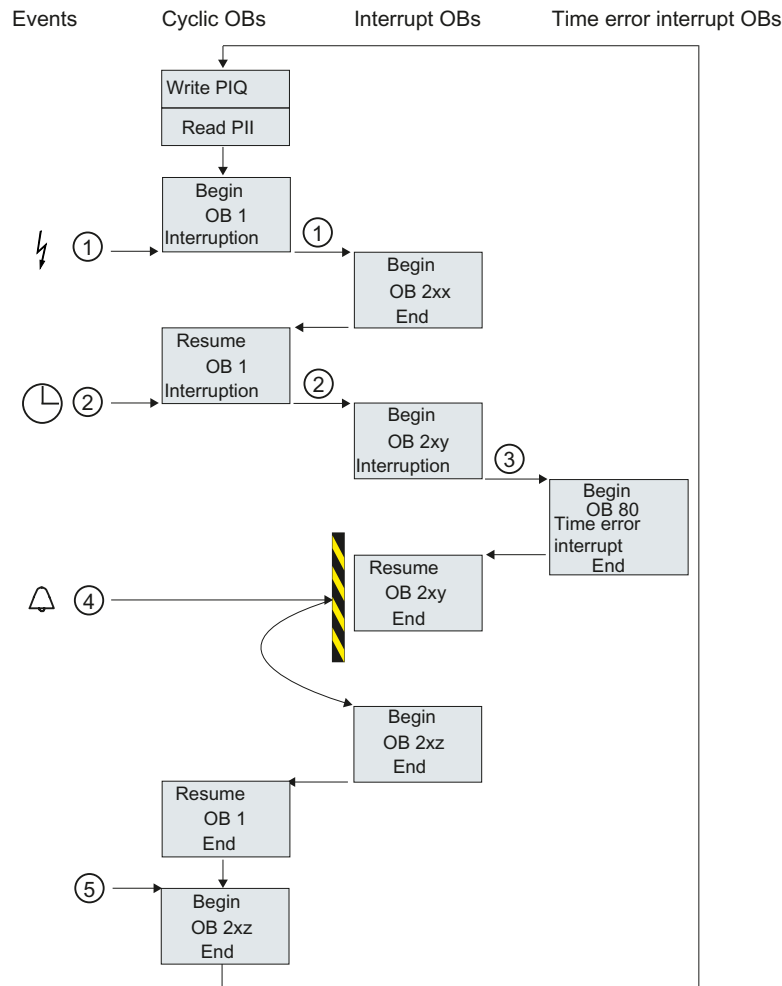 Events Cyclic OBs Interrupt OBs Time error interrupt OBs
Write PIQ
Read PII
Begin
OB 1
Interruption
1
1
Begin
OB 2xx
End
Resume
OB 1
Interruption
2
2
Begin
OB 2xy
Interruption
3
Begin
OB 80
Time error
interrupt
End
Resume
OB 2xy
End
4
Begin
OB 2xz
End
Resume
OB 1
End
5
Begin
OB 2xz
End